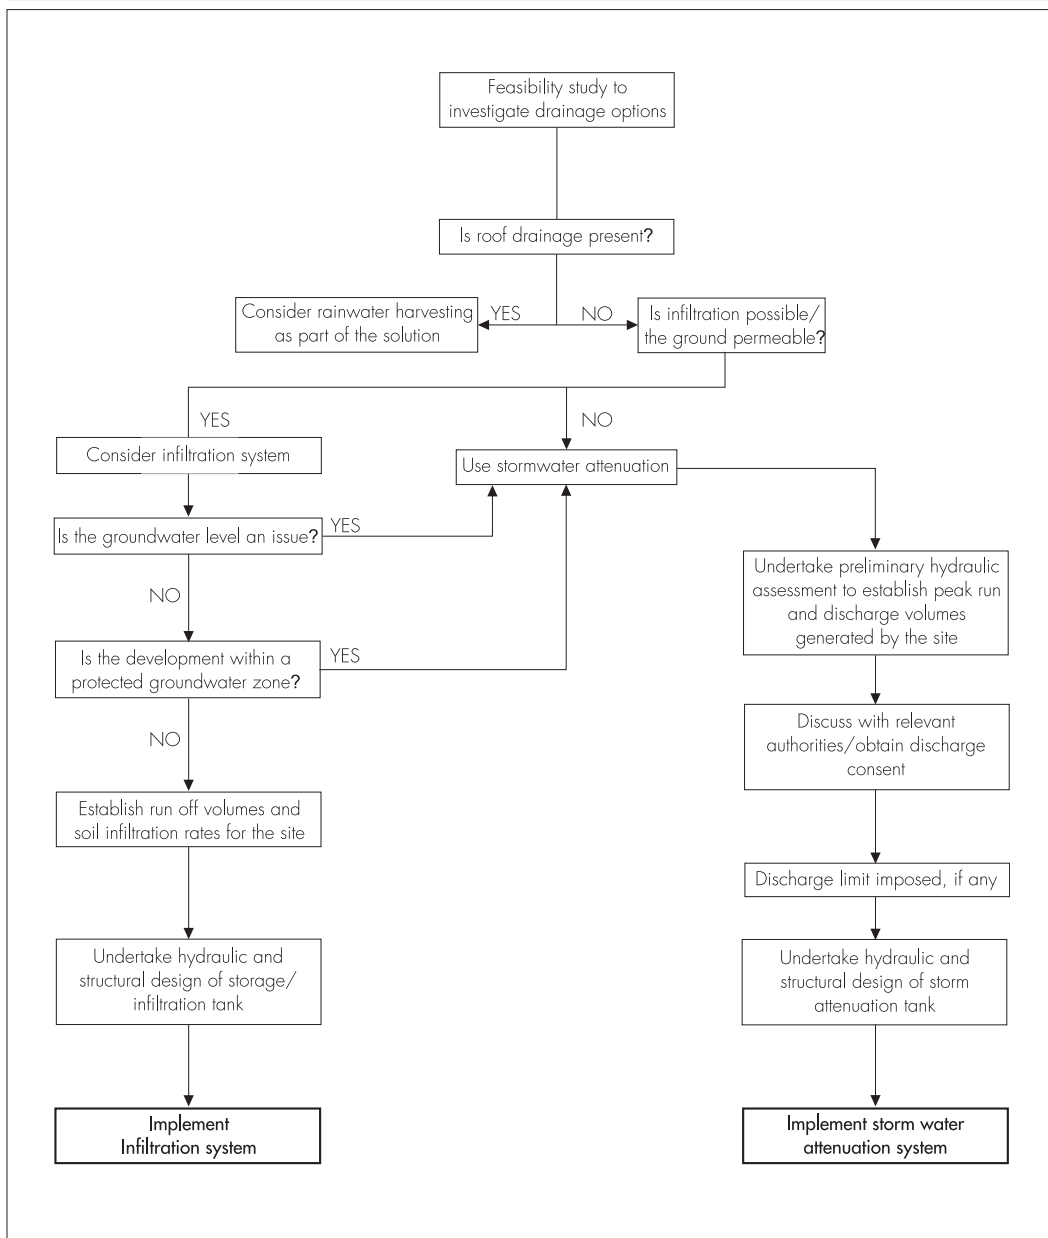 Feasibility study to
investigate drainage options
Is roof drainage present?
Consider rainwater harvesting
as part of the solution
YES
NO
Is infiltration possible/
the ground permeable?
YES
NO
Consider infiltration system
Use stormwater attenuation
Is the groundwater level an issue?
YES
NO
Is the development within a
protected groundwater zone?
YES
NO
Establish run off volumes and
soil infiltration rates for the site
Undertake hydraulic and
structural design of storage/
infiltration tank
Implement
Infiltration system
Undertake preliminary hydraulic
assessment to establish peak run
and discharge volumes
generated by the site
Discuss with relevant
authorities/obtain discharge
consent
Discharge limit imposed, if any
Undertake hydraulic and
structural design of storm
attenuation tank
Implement storm water
attenuation system